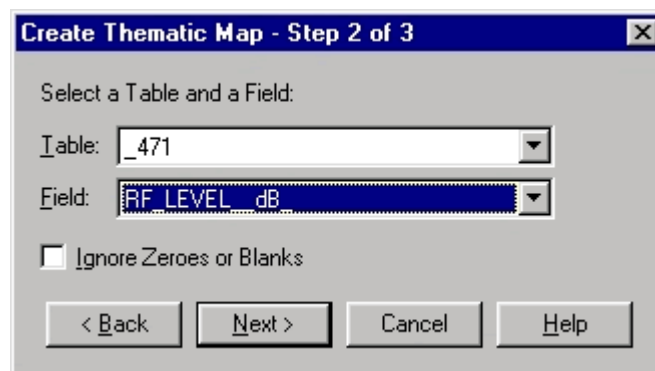 Create Thematic Map - Step 2 of 3
Select a Table and a Field:
Table: _471
Field: RF_LEVEL__dB_
Ignore Zeroes or Blanks
< Back Next > Cancel Help